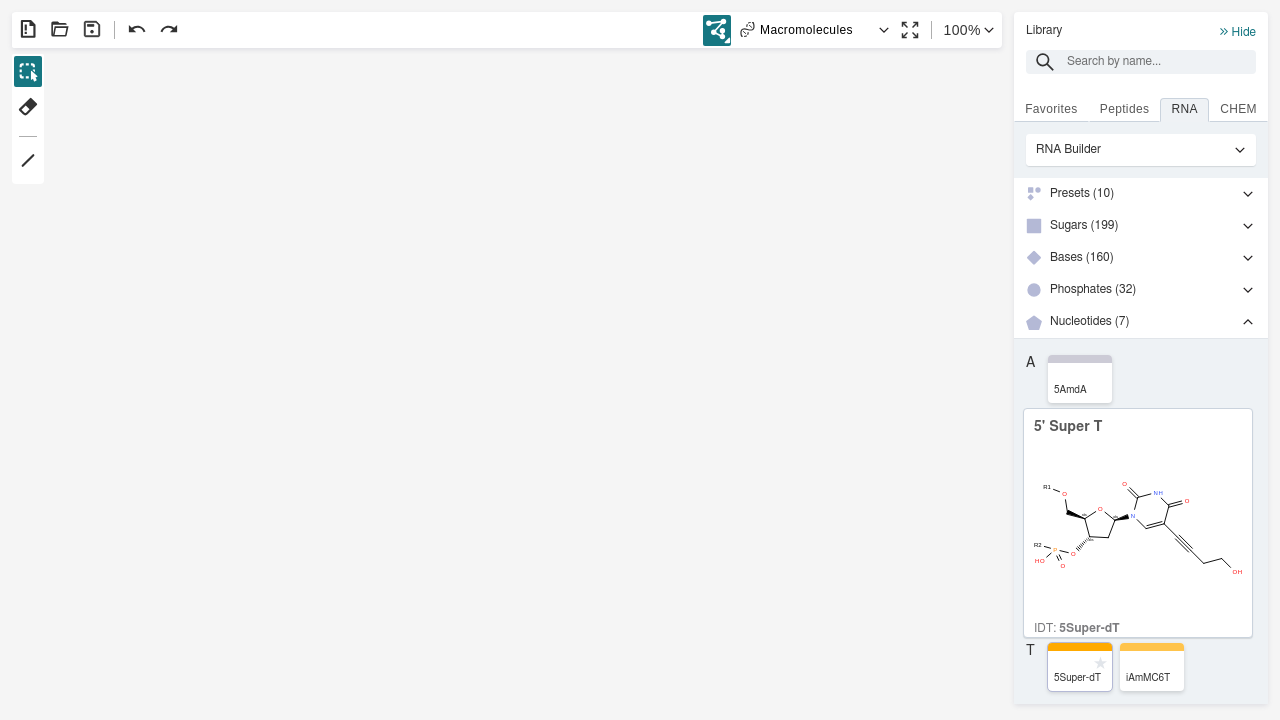 Macromolecules
100%
Library
Hide
Search by name...
Favorites
Peptides
RNA
CHEM
RNA Builder
Presets (10)
Sugars (199)
Bases (160)
Phosphates (32)
Nucleotides (7)
A
5AmdA
5' Super T
R1
O
O
O
NH
O
N
R2
P
O
HO
O
OH
IDT: 5Super-dT
T
5Super-dT
iAmMC6T